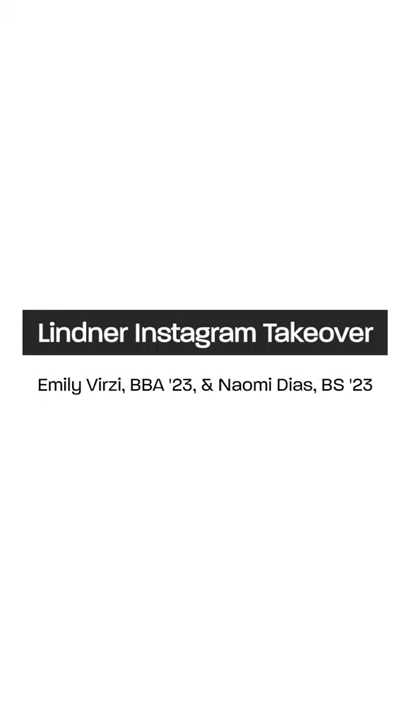 Lindner Instagram Takeover
Emily Virzi, BBA '23, & Naomi Dias, BS '23